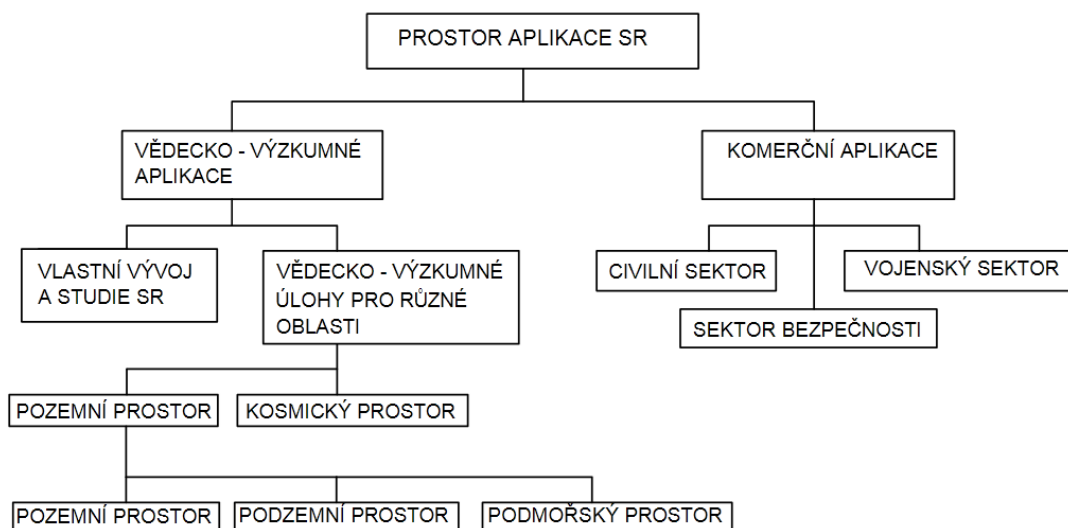 PROSTOR APLIKACE SR
VĚDECKO - VÝZKUMNÉ
APLIKACE
KOMERČNÍ APLIKACE
VLASTNÍ VÝVOJ
A STUDIE SR
VĚDECKO - VÝZKUMNÉ
ÚLOHY PRO RŮZNÉ
OBLASTI
CIVILNÍ SEKTOR
VOJENSKÝ SEKTOR
SEKTOR BEZPEČNOSTI
POZEMNÍ PROSTOR
KOSMICKÝ PROSTOR
POZEMNÍ PROSTOR
PODZEMNÍ PROSTOR
PODMOŘSKÝ PROSTOR